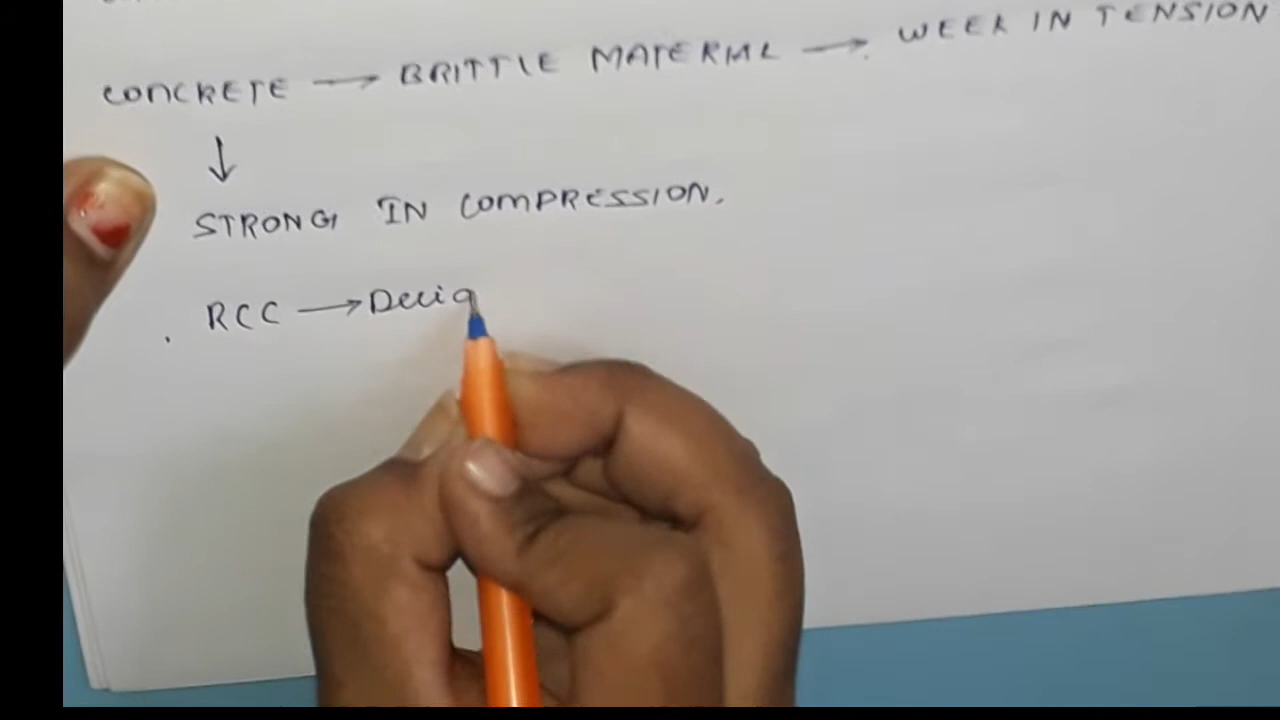 CONCRETE → BRITTLE MATERIAL → WEEK IN TENSION
↓
STRONG IN COMPRESSION.
RCC → Desig